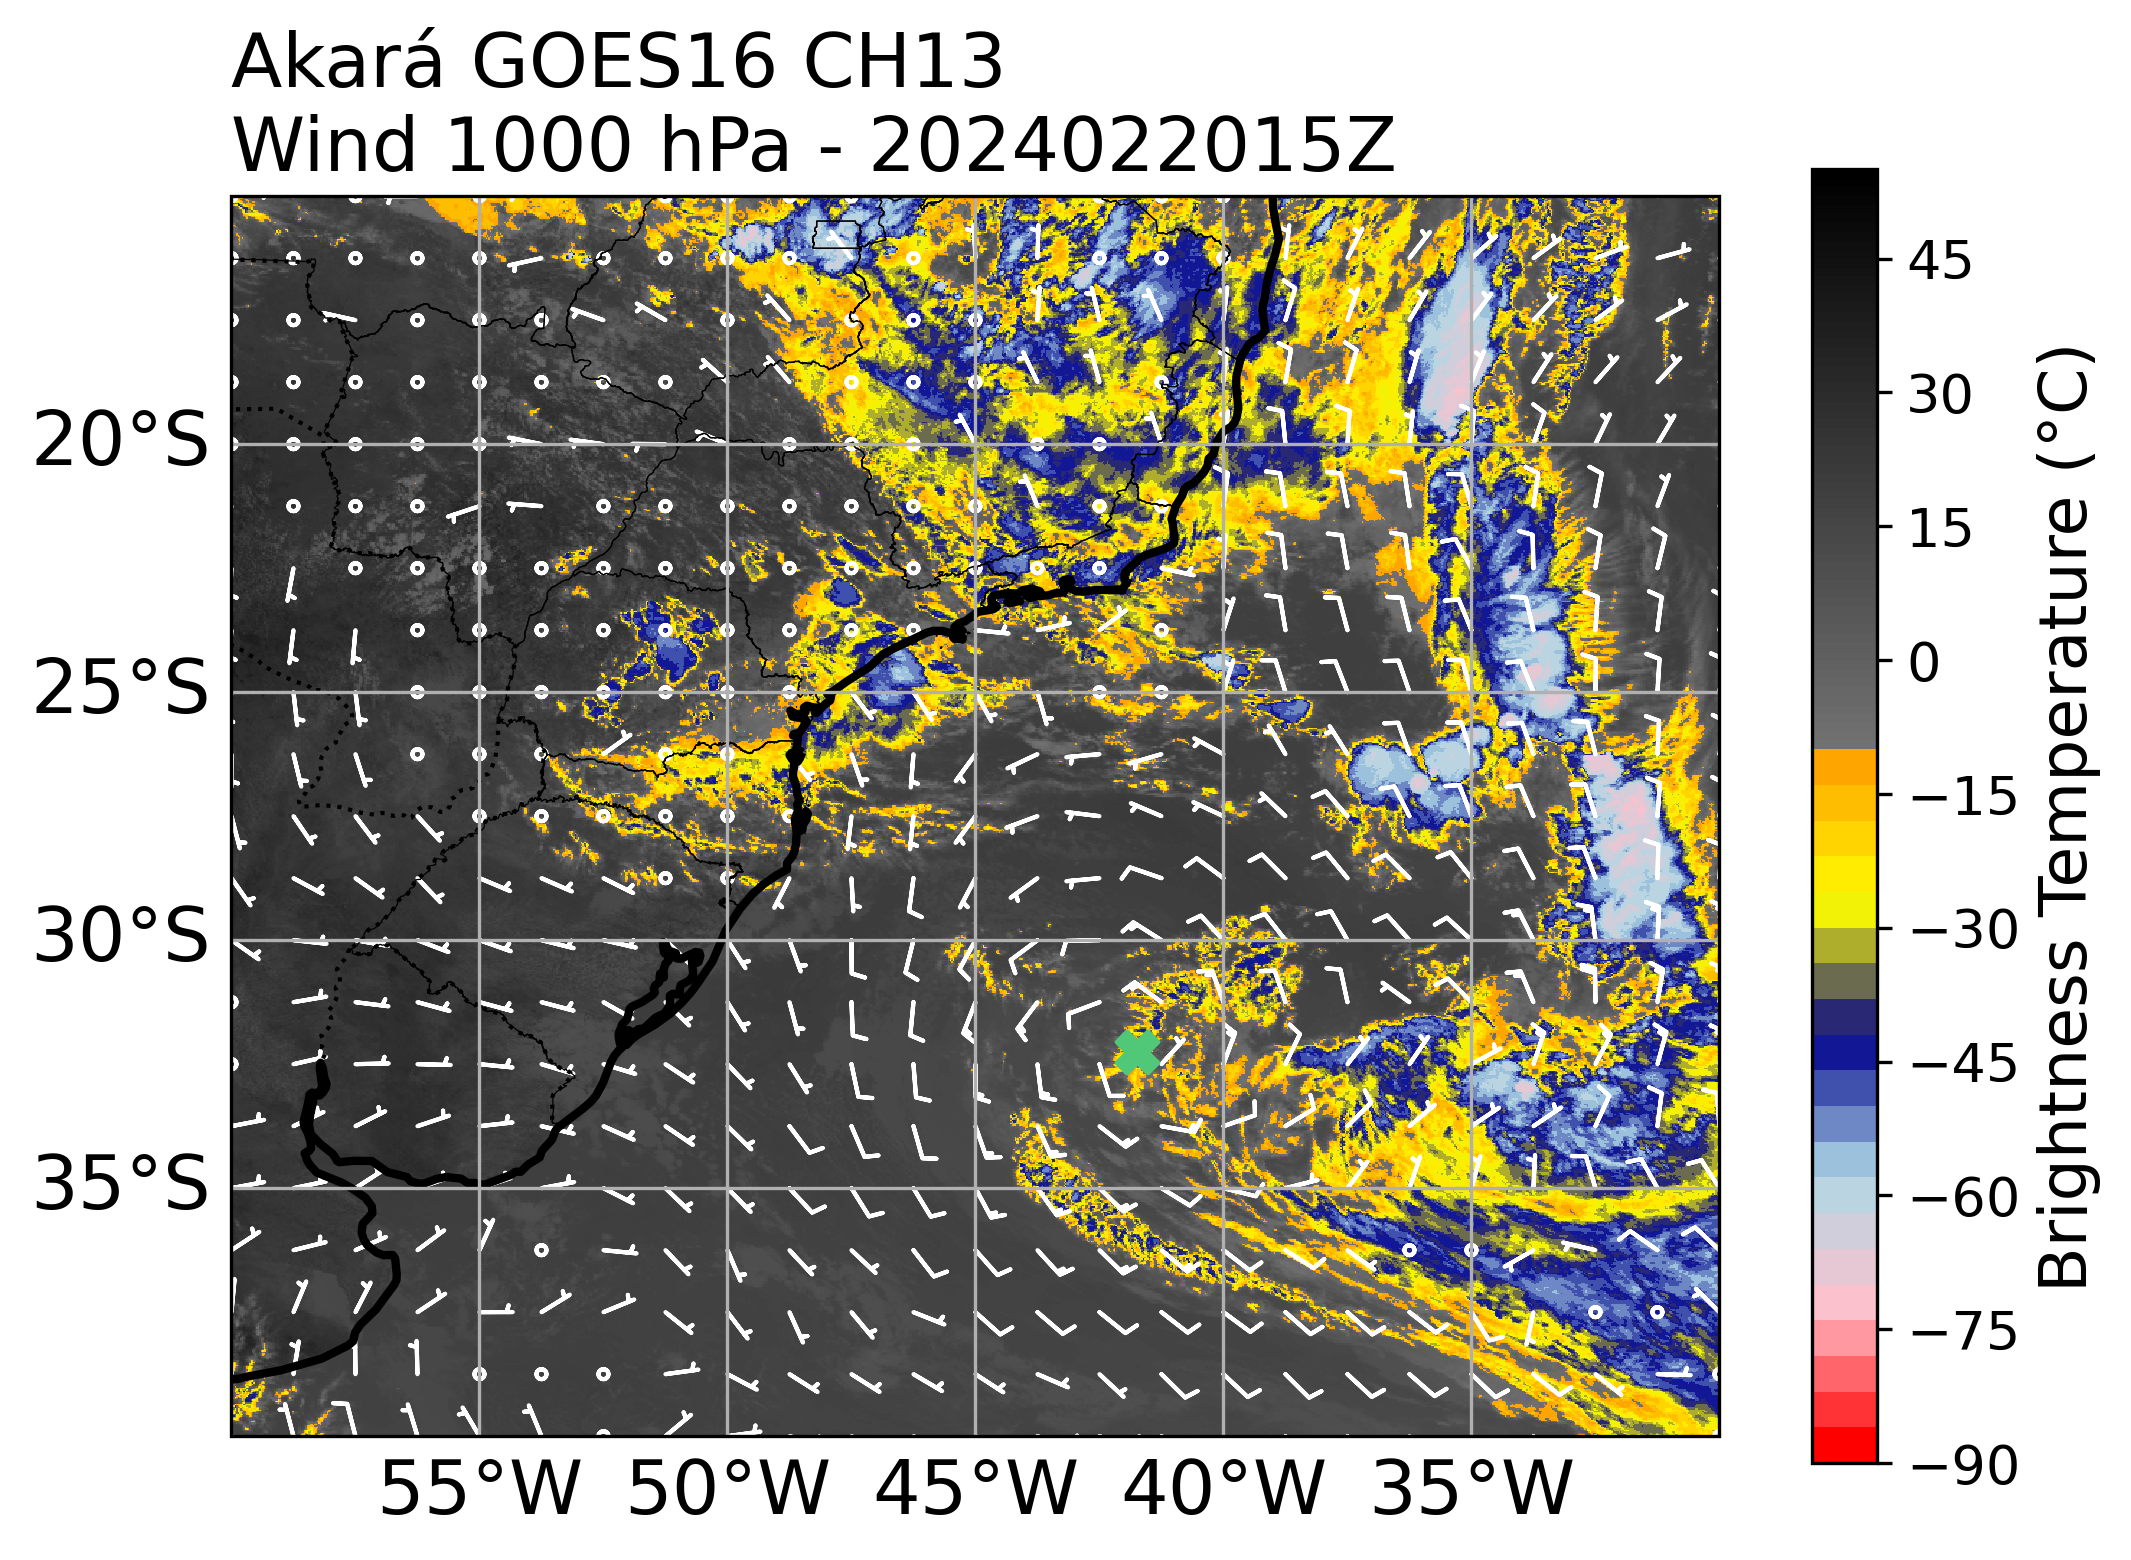 Akará GOES16 CH13
Wind 1000 hPa - 2024022015Z
20°S
25°S
30°S
35°S
55°W 50°W 45°W 40°W 35°W
45
30
15
0
−15
−30
−45
−60
−75
−90
Brightness Temperature (°C)